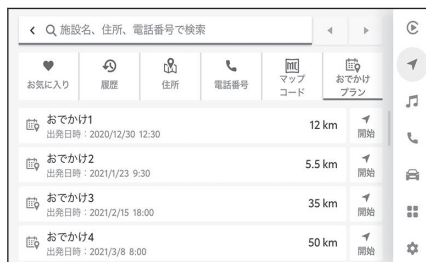 施設名、住所、電話番号で検索
お気に入り
履歴
住所
電話番号
マップ
コード
おでかけ
プラン
おでかけ1
出発日時:2020/12/30 12:30
12 km
開始
おでかけ2
出発日時:2021/1/23 9:30
5.5 km
開始
おでかけ3
出発日時:2021/2/15 18:00
35 km
開始
おでかけ4
出発日時:2021/3/8 8:00
50 km
開始